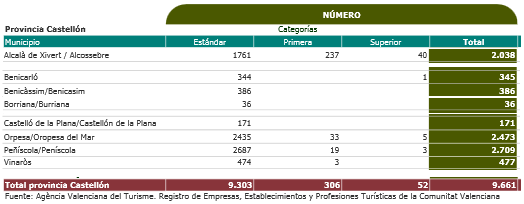 NÚMERO
Provincia Castellón Categorías
Municipio Estándar Primera Superior Total
Alcalà de Xivert / Alcossebre 1761 237 40 2.038
Benicarló 344 1 345
Benicàssim/Benicasim 386 386
Borriana/Burriana 36 36
Castelló de la Plana/Castellón de la Plana 171 171
Orpesa/Oropesa del Mar 2435 33 5 2.473
Peñíscola/Peníscola 2687 19 3 2.709
Vinaròs 474 3 477
Total provincia Castellón 9.303 306 52 9.661
Fuente: Agència Valenciana del Turisme. Registro de Empresas, Establecimientos y Profesiones Turísticas de la Comunitat Valenciana